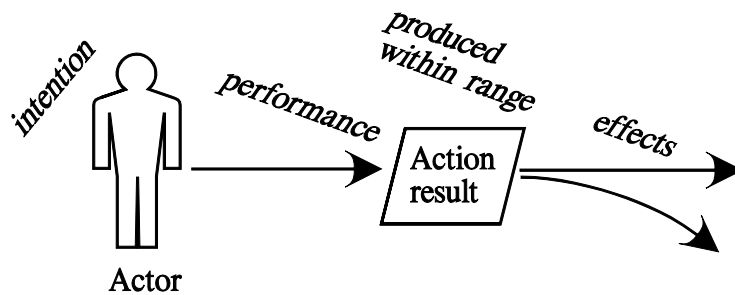 intention
performance
produced
within range
effects
Action
result
Actor